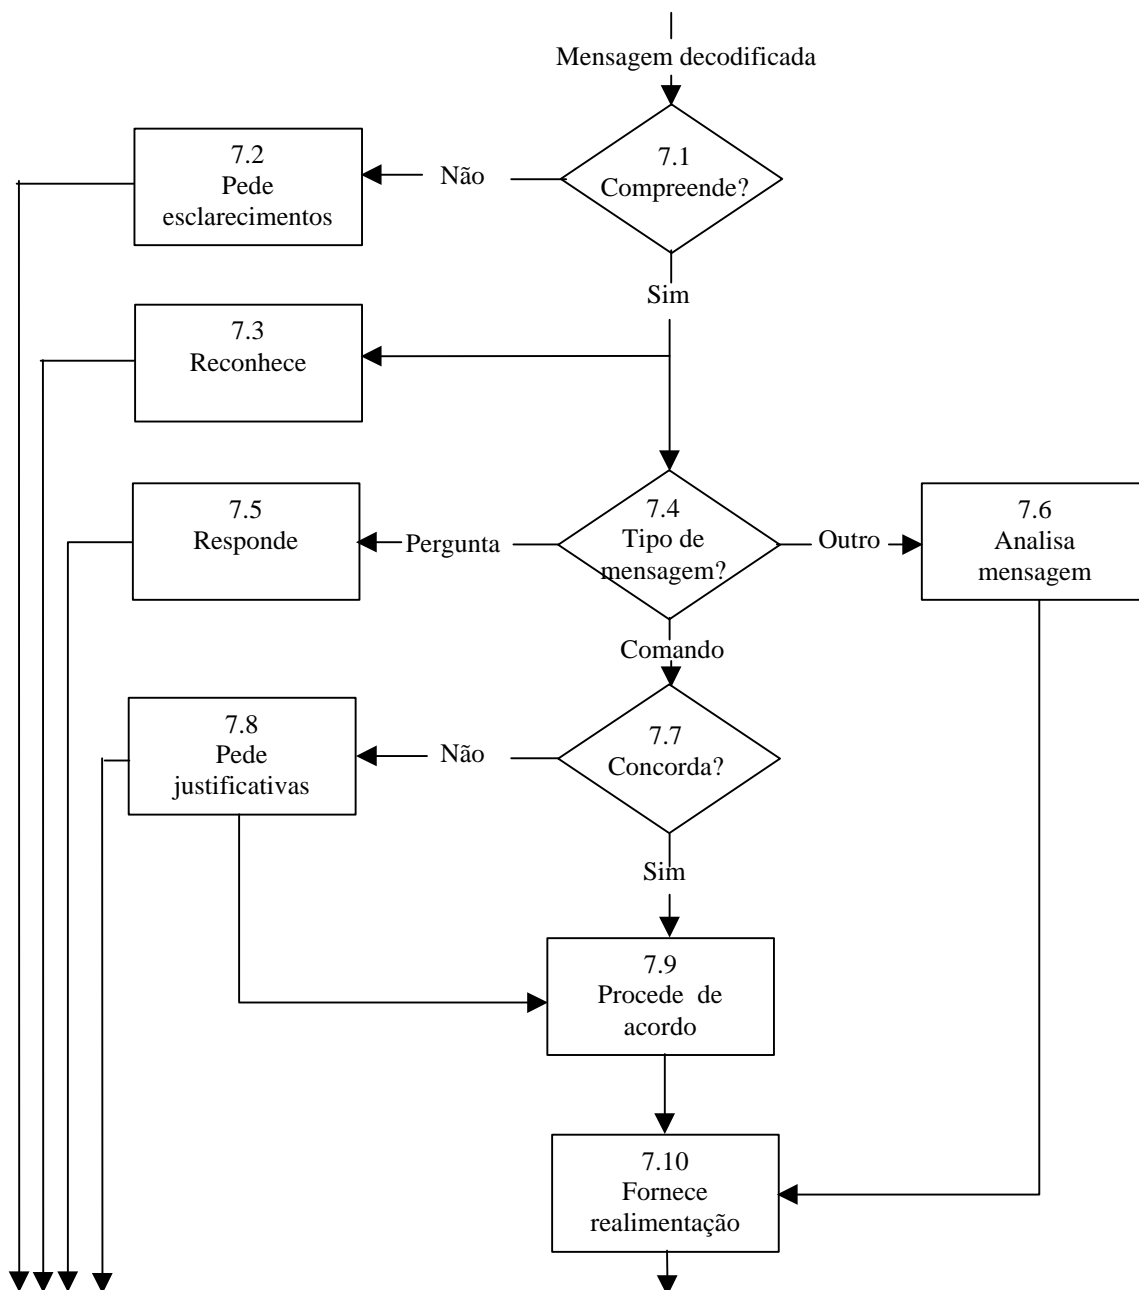 Mensagem decodificada
7.1
Compreende?
Não
7.2
Pede
esclarecimentos
Sim
7.3
Reconhece
7.4
Tipo de
mensagem?
Pergunta
7.5
Responde
Outro
7.6
Analisa
mensagem
Comando
7.7
Concorda?
Não
7.8
Pede
justificativas
Sim
7.9
Procede de
acordo
7.10
Fornece
realimentação